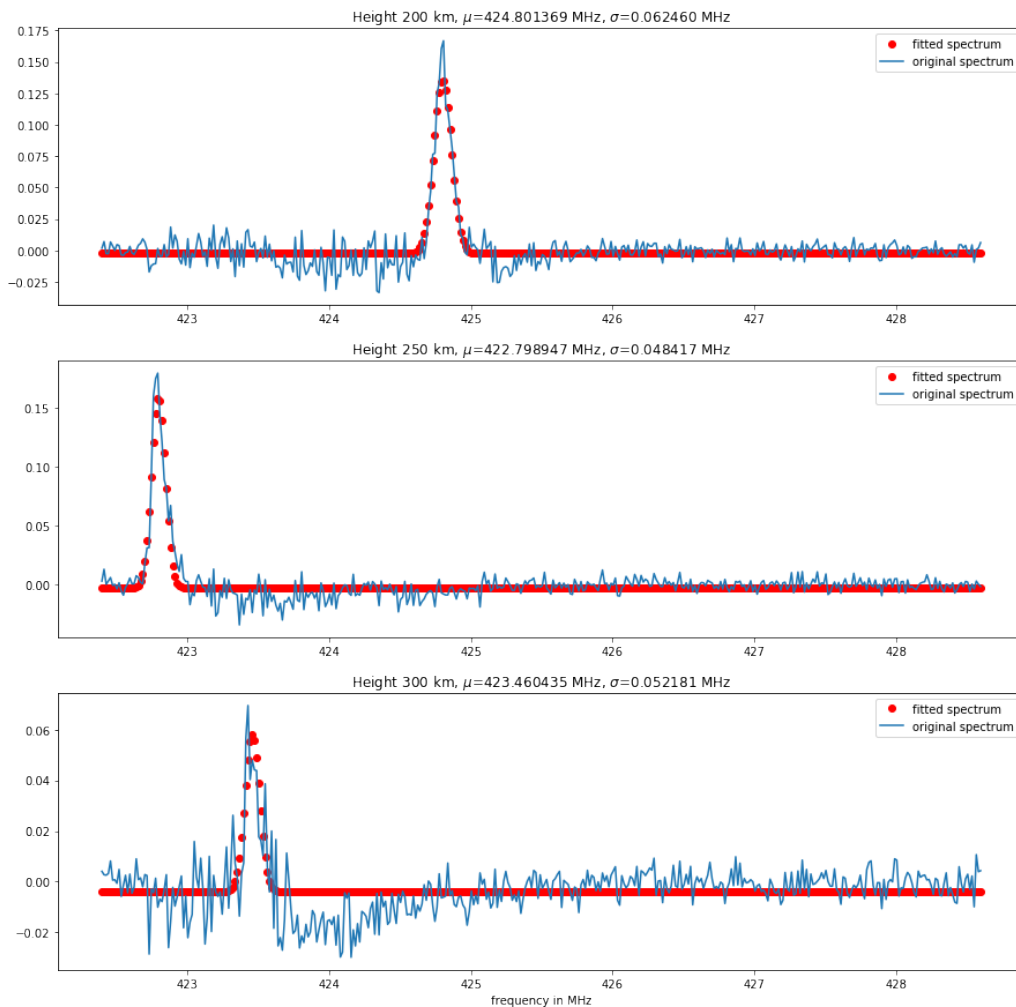 Height 200 km, μ=424.801369 MHz, σ=0.062460 MHz
0.175
0.150
0.125
0.100
0.075
0.050
0.025
0.000
−0.025
fitted spectrum
original spectrum
423 424 425 426 427 428
Height 250 km, μ=422.798947 MHz, σ=0.048417 MHz
0.15
0.10
0.05
0.00
fitted spectrum
original spectrum
423 424 425 426 427 428
Height 300 km, μ=423.460435 MHz, σ=0.052181 MHz
0.06
0.04
0.02
0.00
−0.02
fitted spectrum
original spectrum
423 424 425 426 427 428
frequency in MHz